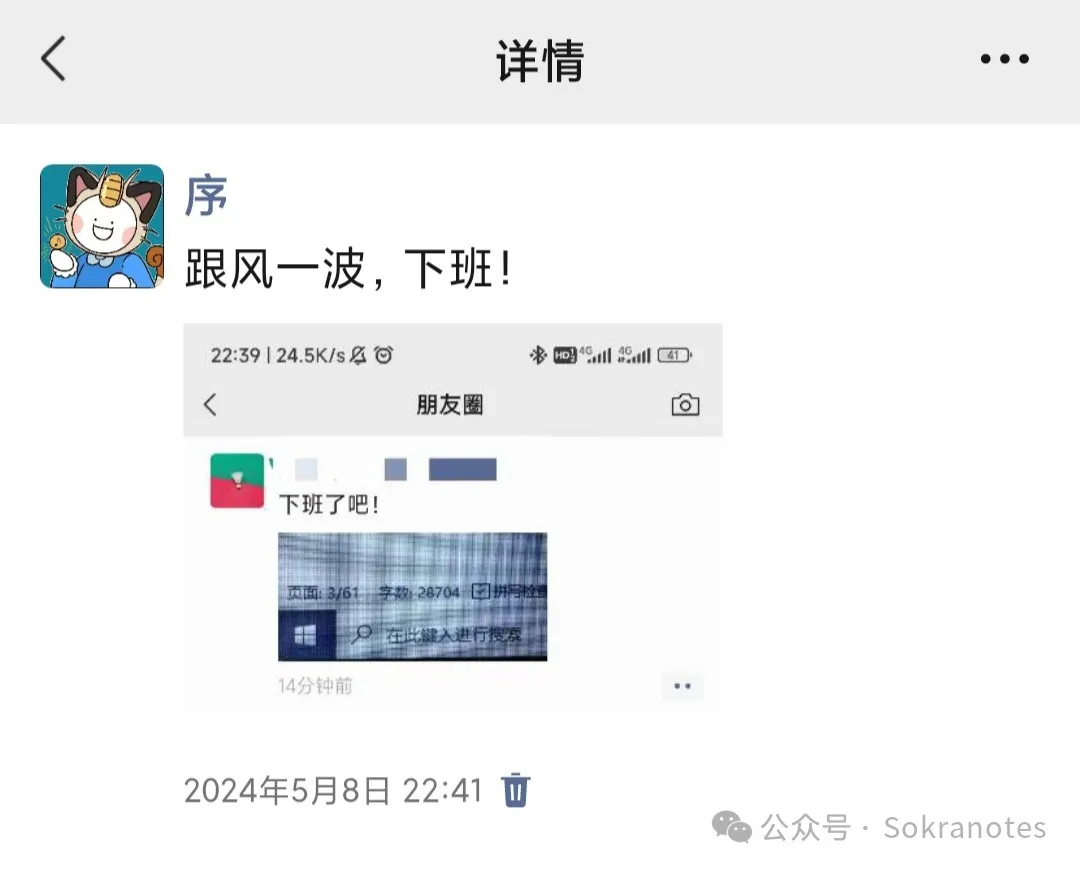 详情
序
跟风一波，下班！
22:39 | 24.5K/s HD1 4G 4G 41
朋友圈
下班了吧！
页面: 3/61 字数: 28704 拼写检查
在此键入进行搜索
14分钟前
2024年5月8日 22:41
公众号 · Sokranotes